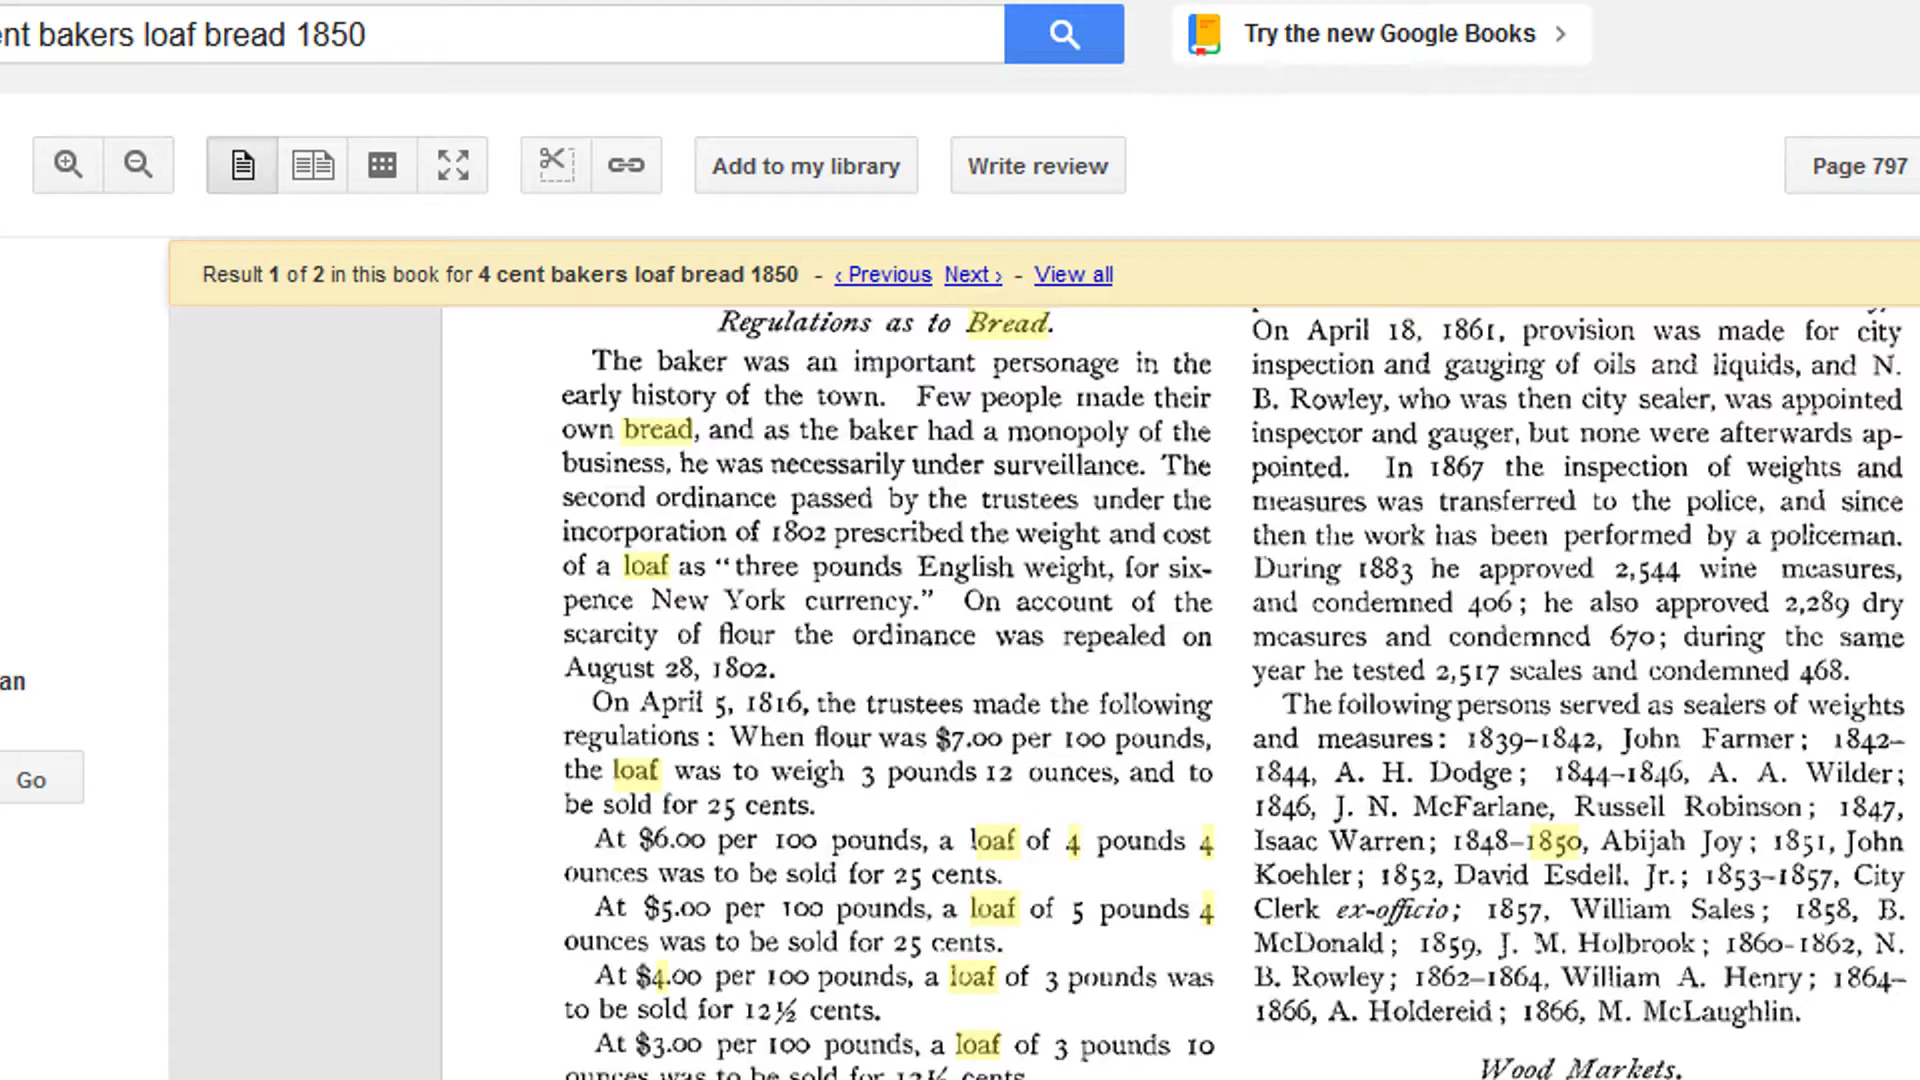 ent bakers loaf bread 1850
Try the new Google Books
Add to my library
Write review
Page 797
Result 1 of 2 in this book for 4 cent bakers loaf bread 1850 - ‹ Previous Next › - View all
an
Go
Regulations as to Bread.
The baker was an important personage in the
early history of the town. Few people made their
own bread, and as the baker had a monopoly of the
business, he was necessarily under surveillance. The
second ordinance passed by the trustees under the
incorporation of 1802 prescribed the weight and cost
of a loaf as “three pounds English weight, for six-
pence New York currency.” On account of the
scarcity of flour the ordinance was repealed on
August 28, 1802.
On April 5, 1816, the trustees made the following
regulations: When flour was $7.00 per 100 pounds,
the loaf was to weigh 3 pounds 12 ounces, and to
be sold for 25 cents.
At $6.00 per 100 pounds, a loaf of 4 pounds 4
ounces was to be sold for 25 cents.
At $5.00 per 100 pounds, a loaf of 5 pounds 4
ounces was to be sold for 25 cents.
At $4.00 per 100 pounds, a loaf of 3 pounds was
to be sold for 12½ cents.
At $3.00 per 100 pounds, a loaf of 3 pounds 10
ounces was to be sold for 12½ cents.
On April 18, 1861, provision was made for city
inspection and gauging of oils and liquids, and N.
B. Rowley, who was then city sealer, was appointed
inspector and gauger, but none were afterwards ap-
pointed. In 1867 the inspection of weights and
measures was transferred to the police, and since
then the work has been performed by a policeman.
During 1883 he approved 2,544 wine measures,
and condemned 406; he also approved 2,289 dry
measures and condemned 670; during the same
year he tested 2,517 scales and condemned 468.
The following persons served as sealers of weights
and measures: 1839–1842, John Farmer; 1842–
1844, A. H. Dodge; 1844–1846, A. A. Wilder;
1846, J. N. McFarlane, Russell Robinson; 1847,
Isaac Warren; 1848–1850, Abijah Joy; 1851, John
Koehler; 1852, David Esdell, Jr.; 1853–1857, City
Clerk ex-officio; 1857, William Sales; 1858, B.
McDonald; 1859, J. M. Holbrook; 1860-1862, N.
B. Rowley; 1862–1864, William A. Henry; 1864–
1866, A. Holdereid; 1866, M. McLaughlin.
Wood Markets.